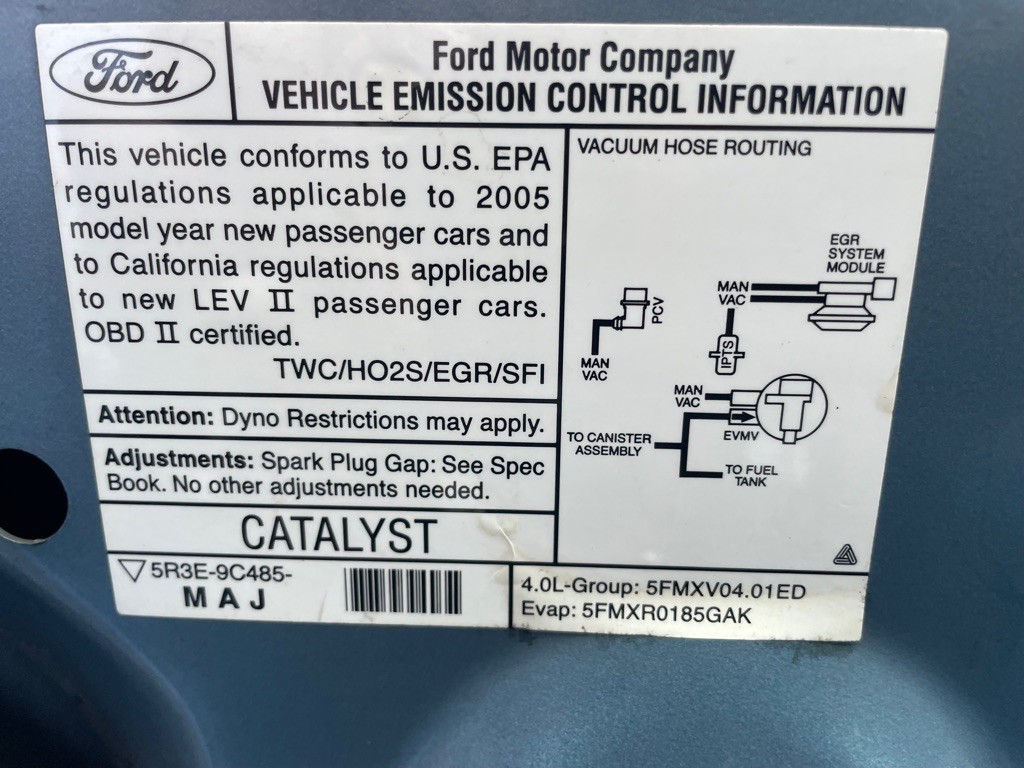 Ford
Ford Motor Company
VEHICLE EMISSION CONTROL INFORMATION
This vehicle conforms to U.S. EPA
regulations applicable to 2005
model year new passenger cars and
to California regulations applicable
to new LEV II passenger cars.
OBD II certified.
TWC/HO2S/EGR/SFI
Attention: Dyno Restrictions may apply.
Adjustments: Spark Plug Gap: See Spec
Book. No other adjustments needed.
CATALYST
5R3E-9C485-
MAJ
VACUUM HOSE ROUTING
EGR
SYSTEM
MODULE
MAN
VAC
PCV
MAN
VAC
IPTS
MAN
VAC
EVMV
TO CANISTER
ASSEMBLY
TO FUEL
TANK
4.0L-Group: 5FMXV04.01ED
Evap: 5FMXR0185GAK